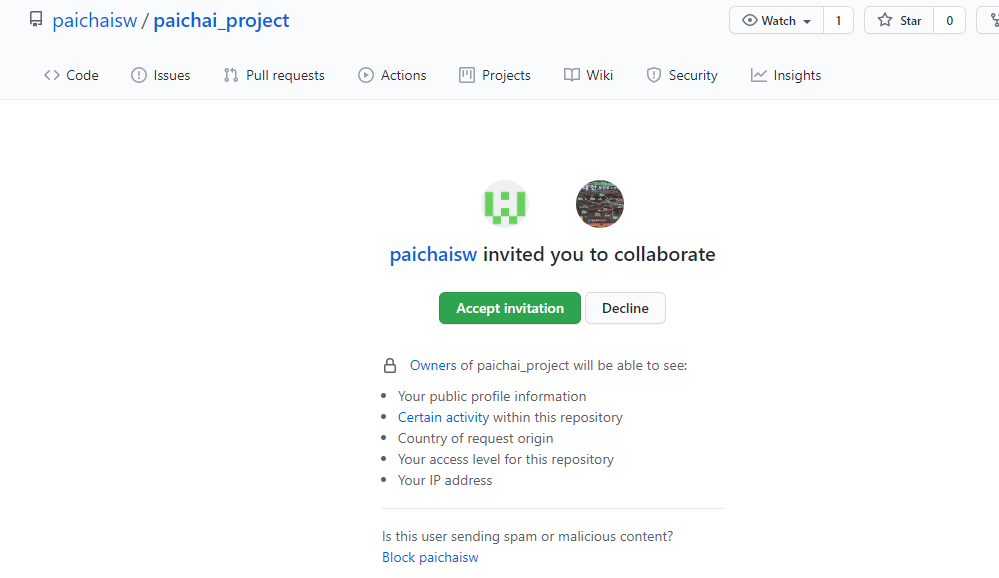 paichaisw / paichai_project
Watch 1 Star 0
Code Issues Pull requests Actions Projects Wiki Security Insights
paichaisw invited you to collaborate
Accept invitation Decline
Owners of paichai_project will be able to see:
Your public profile information
Certain activity within this repository
Country of request origin
Your access level for this repository
Your IP address
Is this user sending spam or malicious content?
Block paichaisw